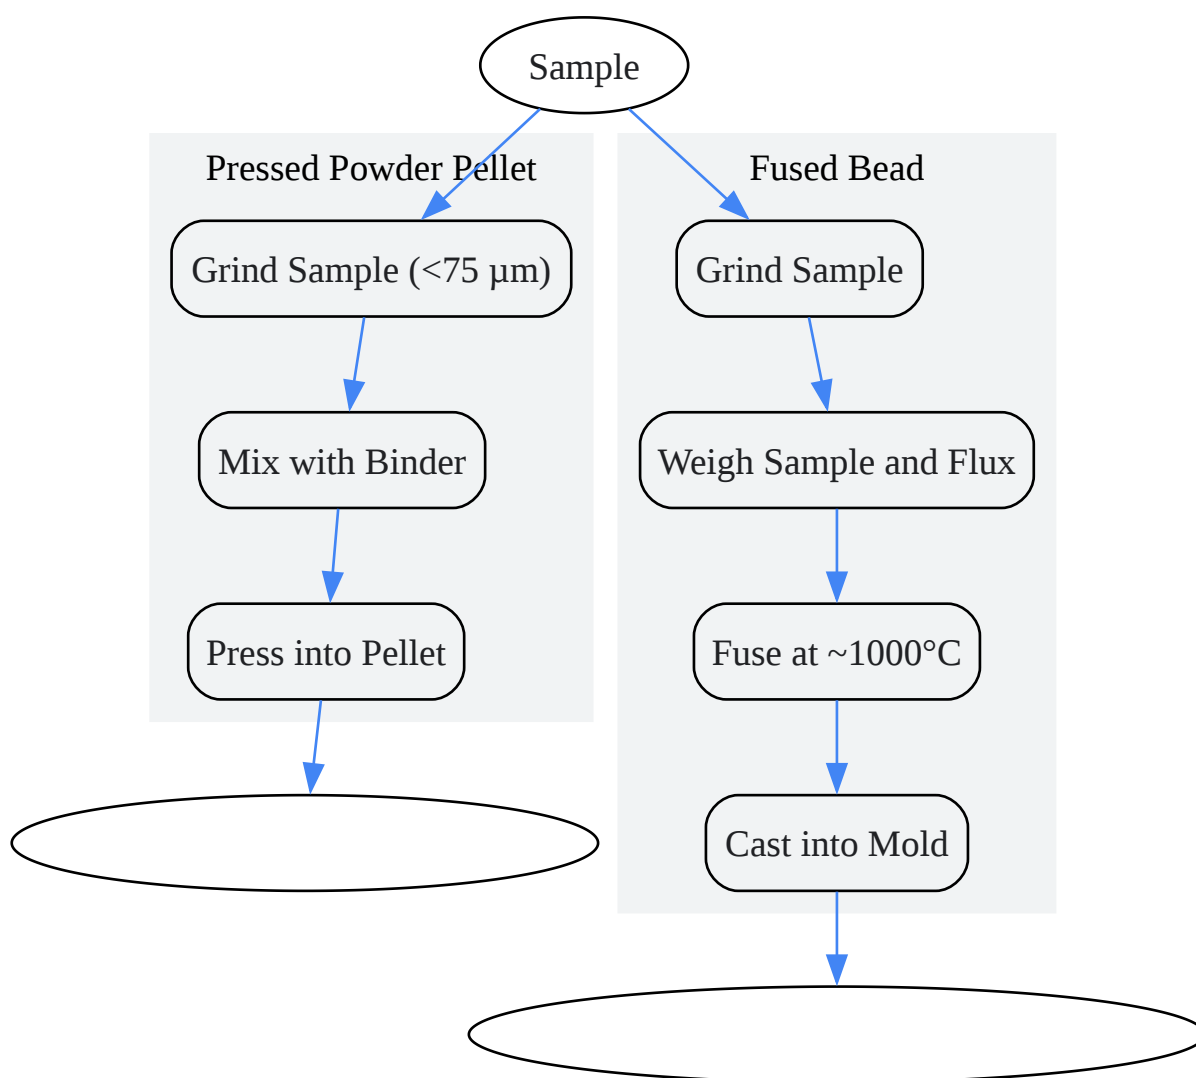 Sample
Pressed Powder Pellet
Grind Sample (<75 µm)
Mix with Binder
Press into Pellet
Fused Bead
Grind Sample
Weigh Sample and Flux
Fuse at ~1000°C
Cast into Mold